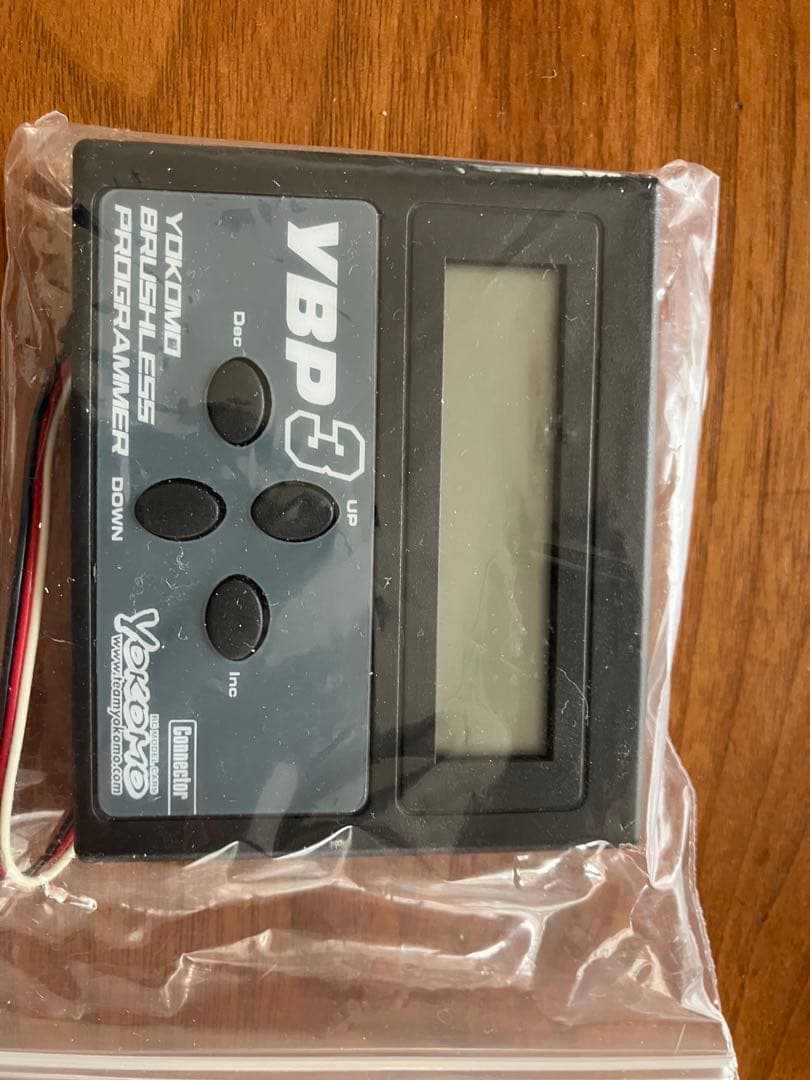 YBP3
UP
Dec
Inc
DOWN
YOKOMO
BRUSHLESS
PROGRAMMER
Connector
YOKOMO
www.teamyokomo.com